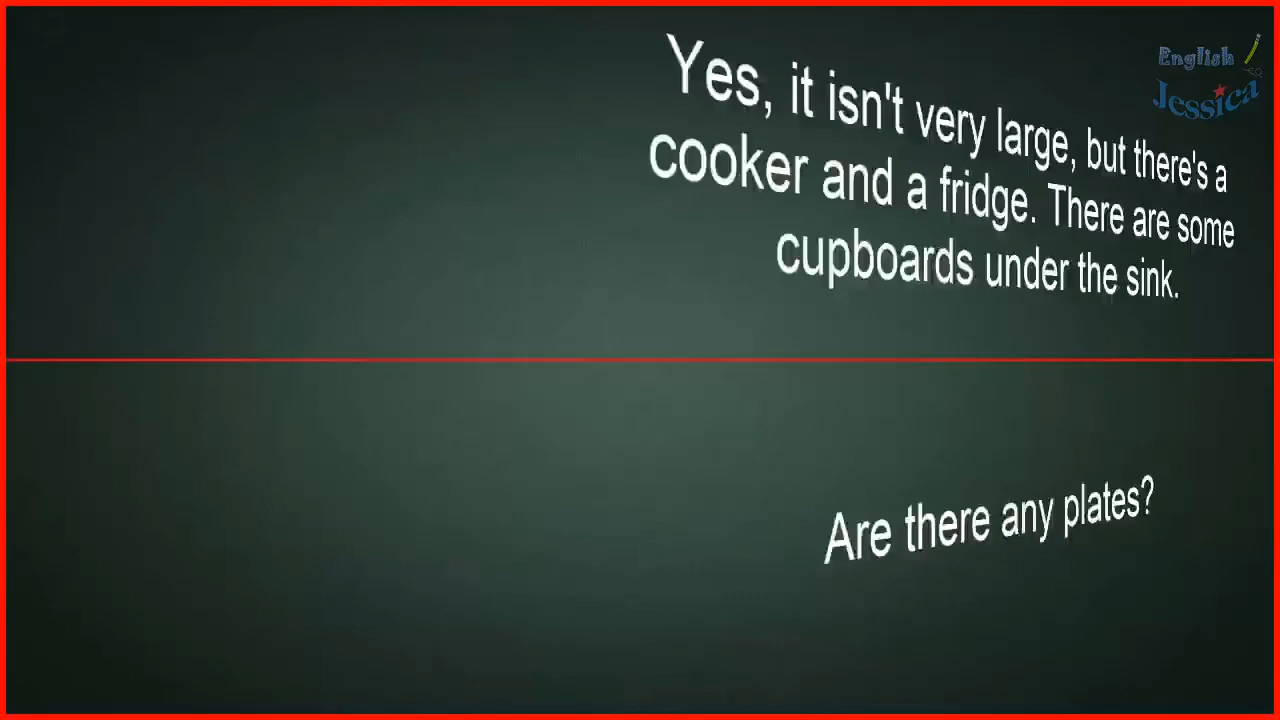 English
Jessica
Yes, it isn't very large, but there's a
cooker and a fridge. There are some
cupboards under the sink.
Are there any plates?